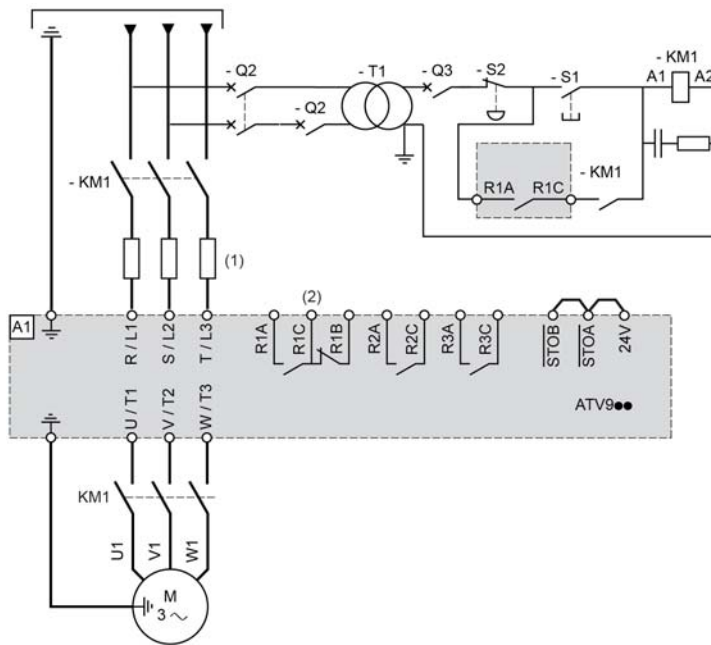 - Q2
- T1
- Q3
- S2
- S1
- KM1
A1
A2
- Q2
- KM1
R1A
R1C
- KM1
(1)
(2)
A1
R / L1
S / L2
T / L3
R1A
R1C
R1B
R2A
R2C
R3A
R3C
STOB
STOA
24V
U / T1
V / T2
W / T3
ATV9●●
KM1
U1
V1
W1
M
3 ~